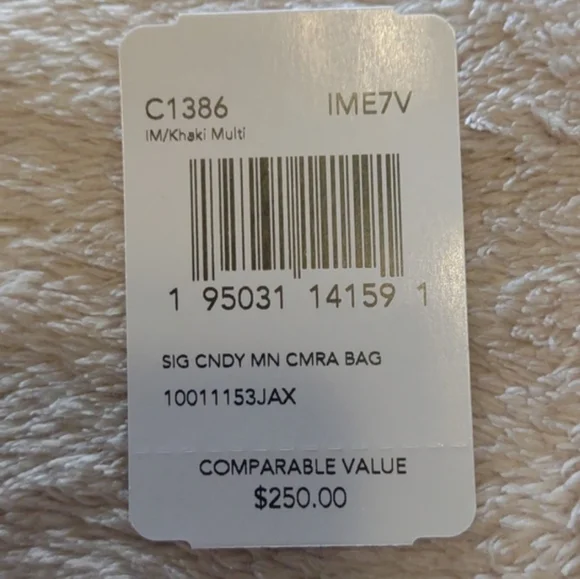 C1386 IME7V
IM/Khaki Multi
1 95031 14159 1
SIG CNDY MN CMRA BAG
10011153JAX
COMPARABLE VALUE
$250.00